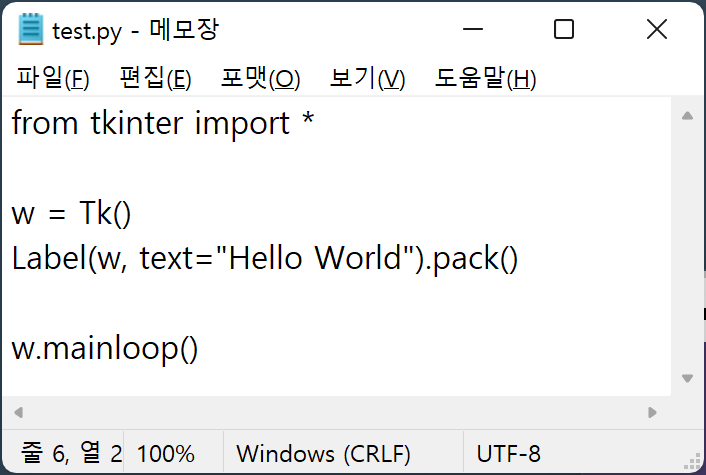 test.py - 메모장
파일(F) 편집(E) 포맷(O) 보기(V) 도움말(H)
from tkinter import *
w = Tk()
Label(w, text="Hello World").pack()
w.mainloop()
줄 6, 열 2 100% Windows (CRLF) UTF-8